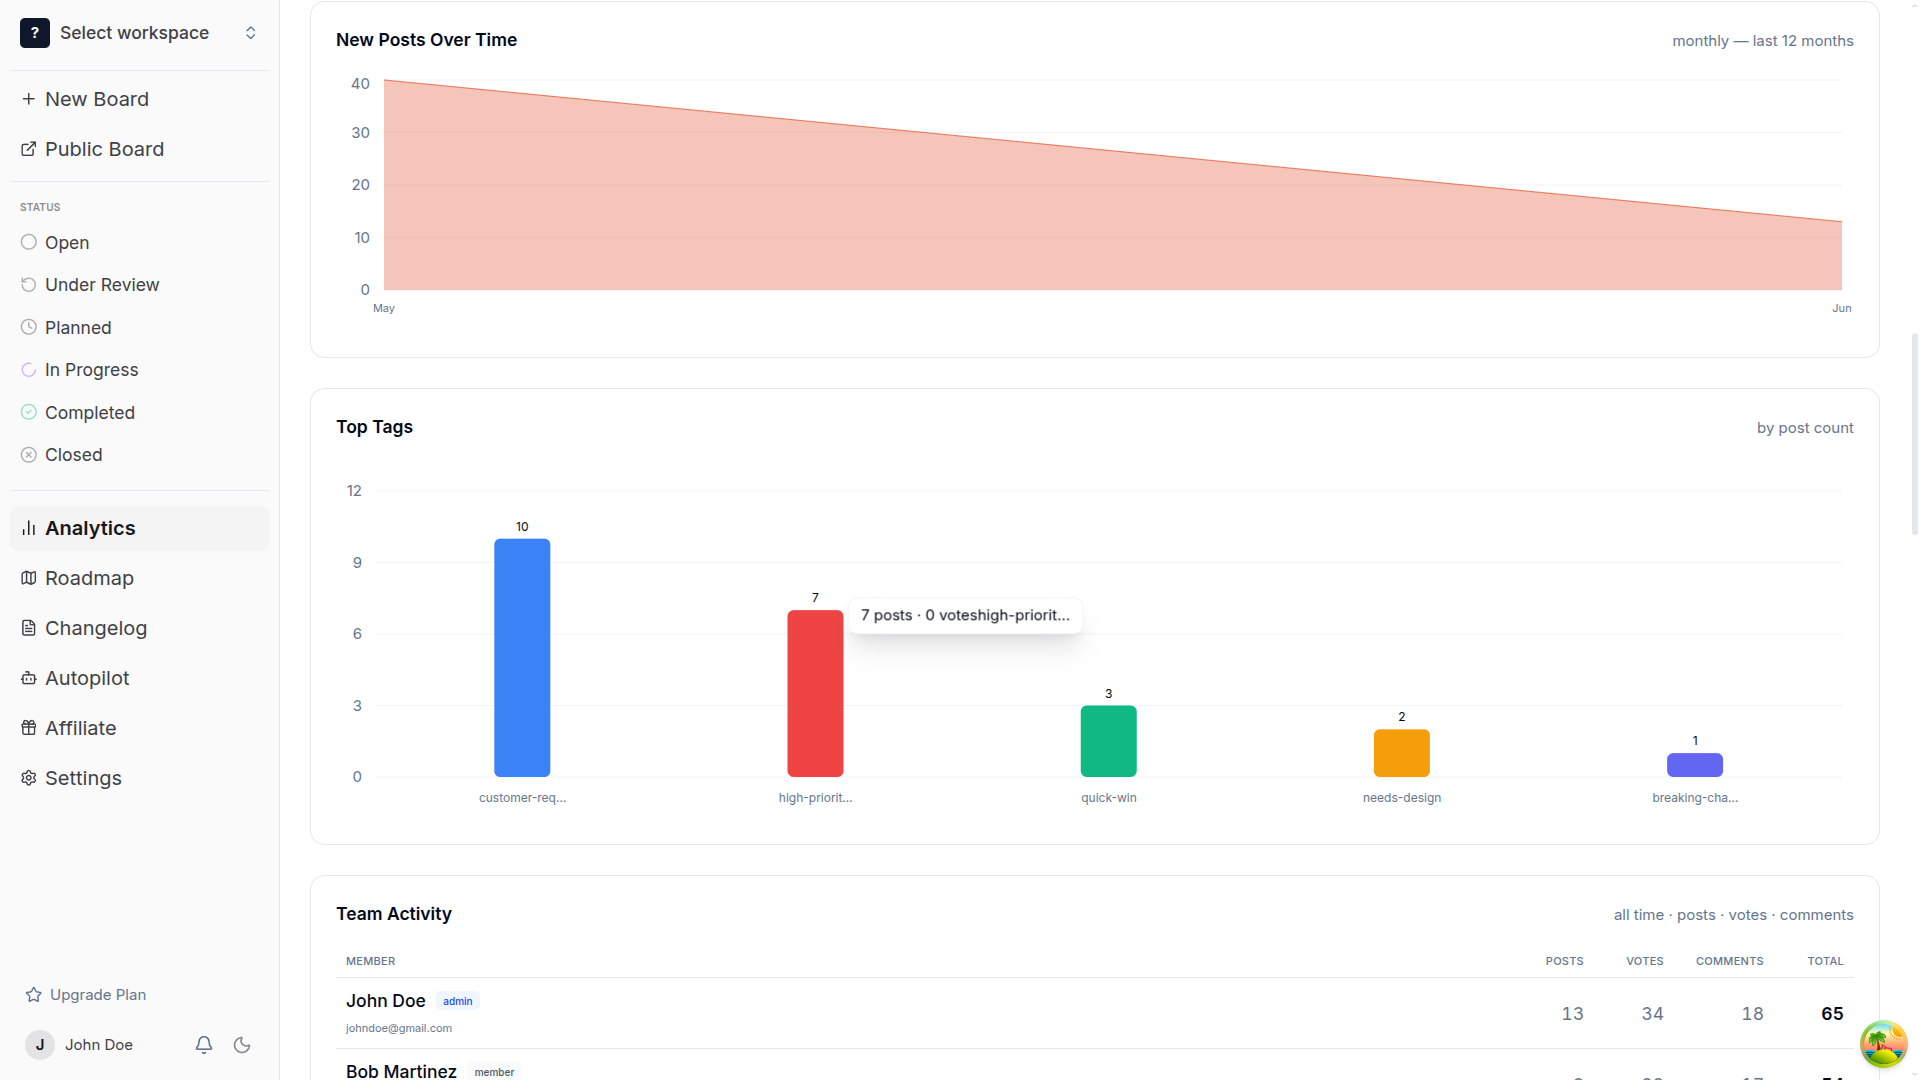 ?
Select workspace
New Board
Public Board
STATUS
Open
Under Review
Planned
In Progress
Completed
Closed
Analytics
Roadmap
Changelog
Autopilot
Affiliate
Settings
Upgrade Plan
J
John Doe
New Posts Over Time
monthly — last 12 months
40
30
20
10
0
May
Jun
Top Tags
by post count
12
9
6
3
0
10
7
3
2
1
7 posts · 0 voteshigh-priorit...
customer-req...
high-priorit...
quick-win
needs-design
breaking-cha...
Team Activity
all time · posts · votes · comments
MEMBER POSTS VOTES COMMENTS TOTAL
John Doe admin
johndoe@gmail.com
13 34 18 65
Bob Martinez member